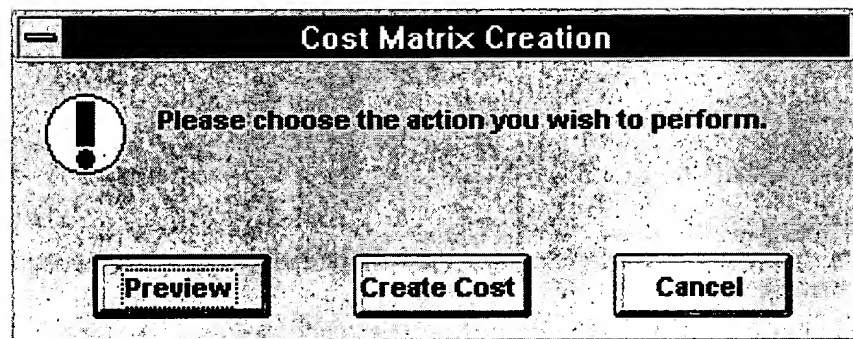 Cost Matrix Creation
Please choose the action you wish to perform.
Preview Create Cost Cancel